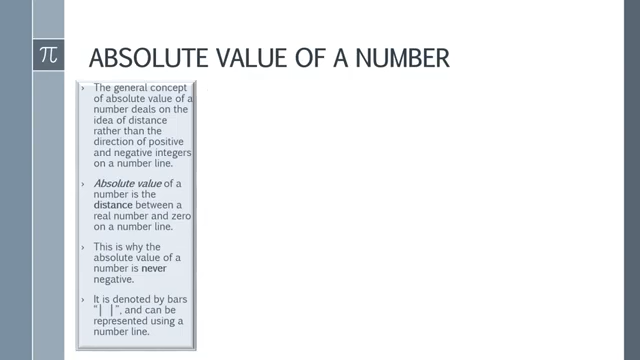 π
ABSOLUTE VALUE OF A NUMBER
› The general concept
of absolute value of a
number deals on the
idea of distance
rather than the
direction of positive
and negative integers
on a number line.
› Absolute value of a
number is the
distance between a
real number and zero
on a number line.
› This is why the
absolute value of a
number is never
negative.
› It is denoted by bars
“| |”, and can be
represented using a
number line.